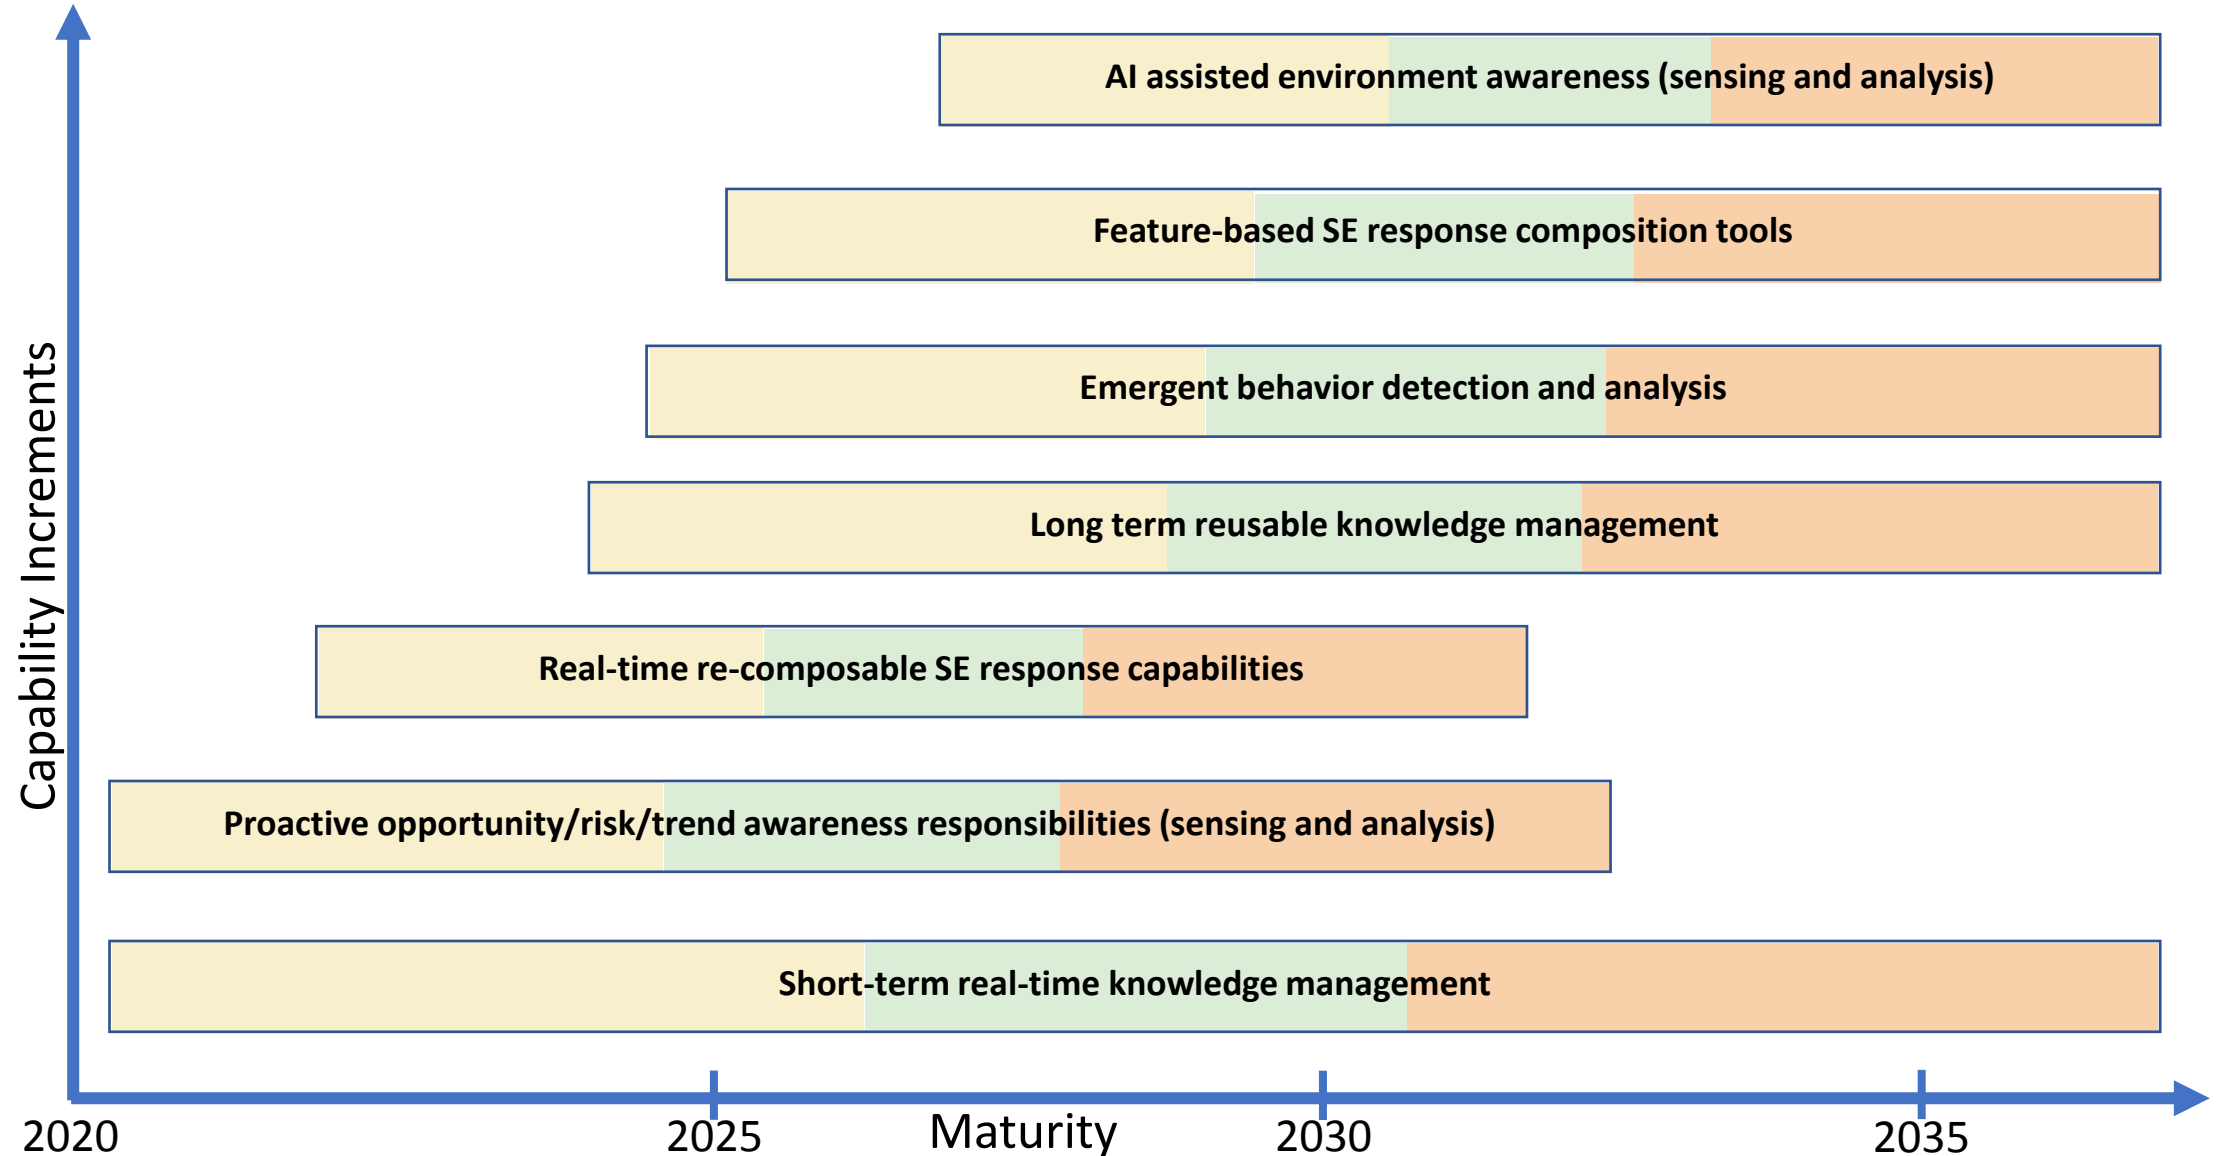 AI assisted environment awareness (sensing and analysis)
Feature-based SE response composition tools
Emergent behavior detection and analysis
Long term reusable knowledge management
Real-time re-composable SE response capabilities
Proactive opportunity/risk/trend awareness responsibilities (sensing and analysis)
Short-term real-time knowledge management
Capability Increments
2020
2025
Maturity
2030
2035